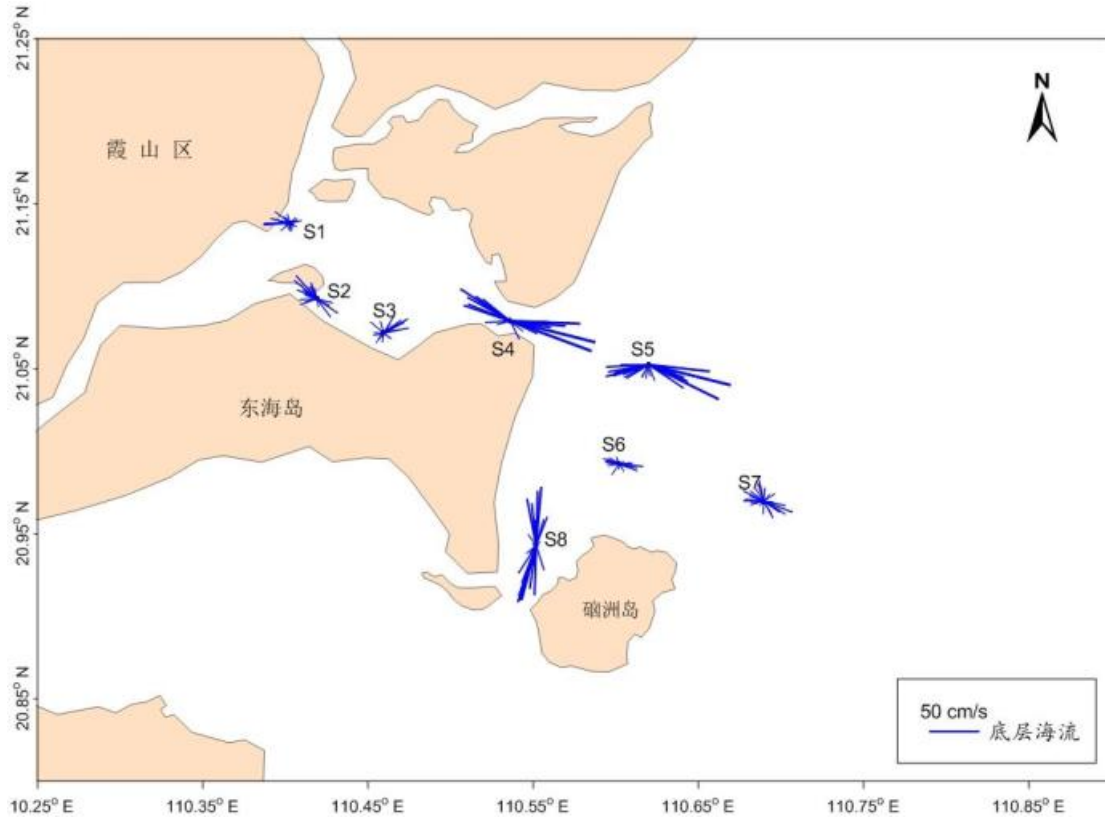 21.25° N
N
霞山区
21.15° N
S1
S2
S3
S4
S5
21.05° N
东海岛
S6
S7
20.95° N
S8
硇洲岛
20.85° N
50 cm/s
底层海流
10.25° E
110.35° E
110.45° E
110.55° E
110.65° E
110.75° E
110.85° E